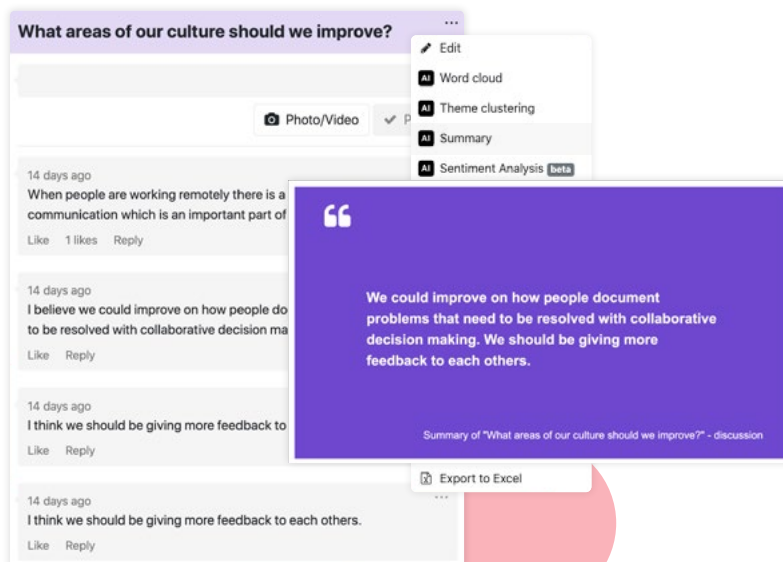 What areas of our culture should we improve?
Edit
AI Word cloud
AI Theme clustering
AI Summary
AI Sentiment Analysis beta
Photo/Video
14 days ago
When people are working remotely there is a
communication which is an important part of
Like 1 likes Reply
14 days ago
I believe we could improve on how people do
to be resolved with collaborative decision ma
Like Reply
14 days ago
I think we should be giving more feedback to
Like Reply
14 days ago
I think we should be giving more feedback to each others.
Like Reply
We could improve on how people document
problems that need to be resolved with collaborative
decision making. We should be giving more
feedback to each others.
Summary of "What areas of our culture should we improve?" - discussion
Export to Excel